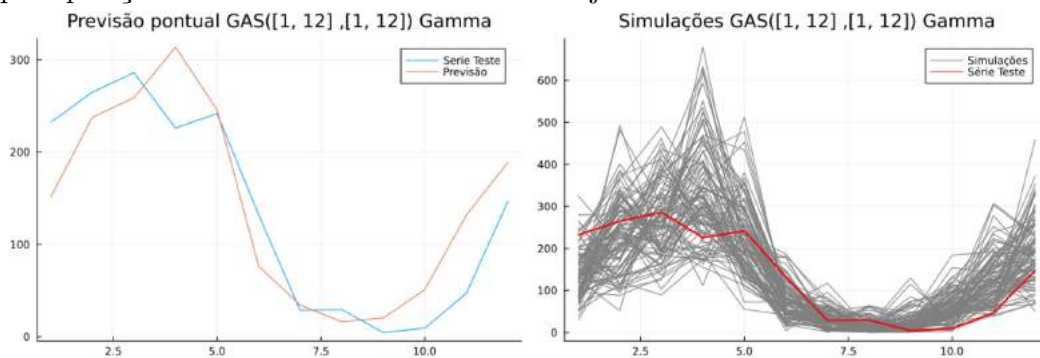 Previsão pontual GAS([1, 12] ,[1, 12]) Gamma
Serie Teste
Previsão
300
200
100
0
2.5 5.0 7.5 10.0
Simulações GAS([1, 12] ,[1, 12]) Gamma
Simulações
Série Teste
600
500
400
300
200
100
0
2.5 5.0 7.5 10.0